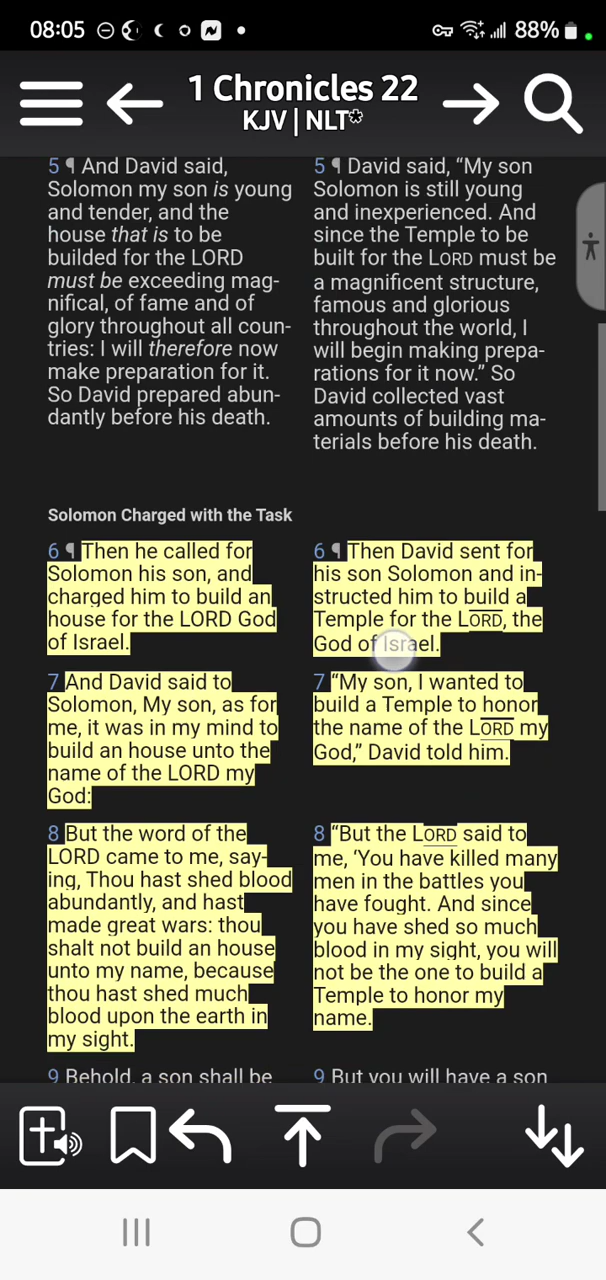 08:05
88%
1 Chronicles 22
KJV | NLT*
5 ¶ And David said,
Solomon my son is young
and tender, and the
house that is to be
builded for the LORD
must be exceeding mag-
nifical, of fame and of
glory throughout all coun-
tries: I will therefore now
make preparation for it.
So David prepared abun-
dantly before his death.
5 ¶ David said, “My son
Solomon is still young
and inexperienced. And
since the Temple to be
built for the LORD must be
a magnificent structure,
famous and glorious
throughout the world, I
will begin making prepa-
rations for it now.” So
David collected vast
amounts of building ma-
terials before his death.
Solomon Charged with the Task
6 ¶ Then he called for
Solomon his son, and
charged him to build an
house for the LORD God
of Israel.
6 ¶ Then David sent for
his son Solomon and in-
structed him to build a
Temple for the LORD, the
God of Israel.
7 And David said to
Solomon, My son, as for
me, it was in my mind to
build an house unto the
name of the LORD my
God:
7 “My son, I wanted to
build a Temple to honor
the name of the LORD my
God,” David told him.
8 But the word of the
LORD came to me, say-
ing, Thou hast shed blood
abundantly, and hast
made great wars: thou
shalt not build an house
unto my name, because
thou hast shed much
blood upon the earth in
my sight.
8 “But the LORD said to
me, ‘You have killed many
men in the battles you
have fought. And since
you have shed so much
blood in my sight, you will
not be the one to build a
Temple to honor my
name.
9 Behold, a son shall be
9 But you will have a son